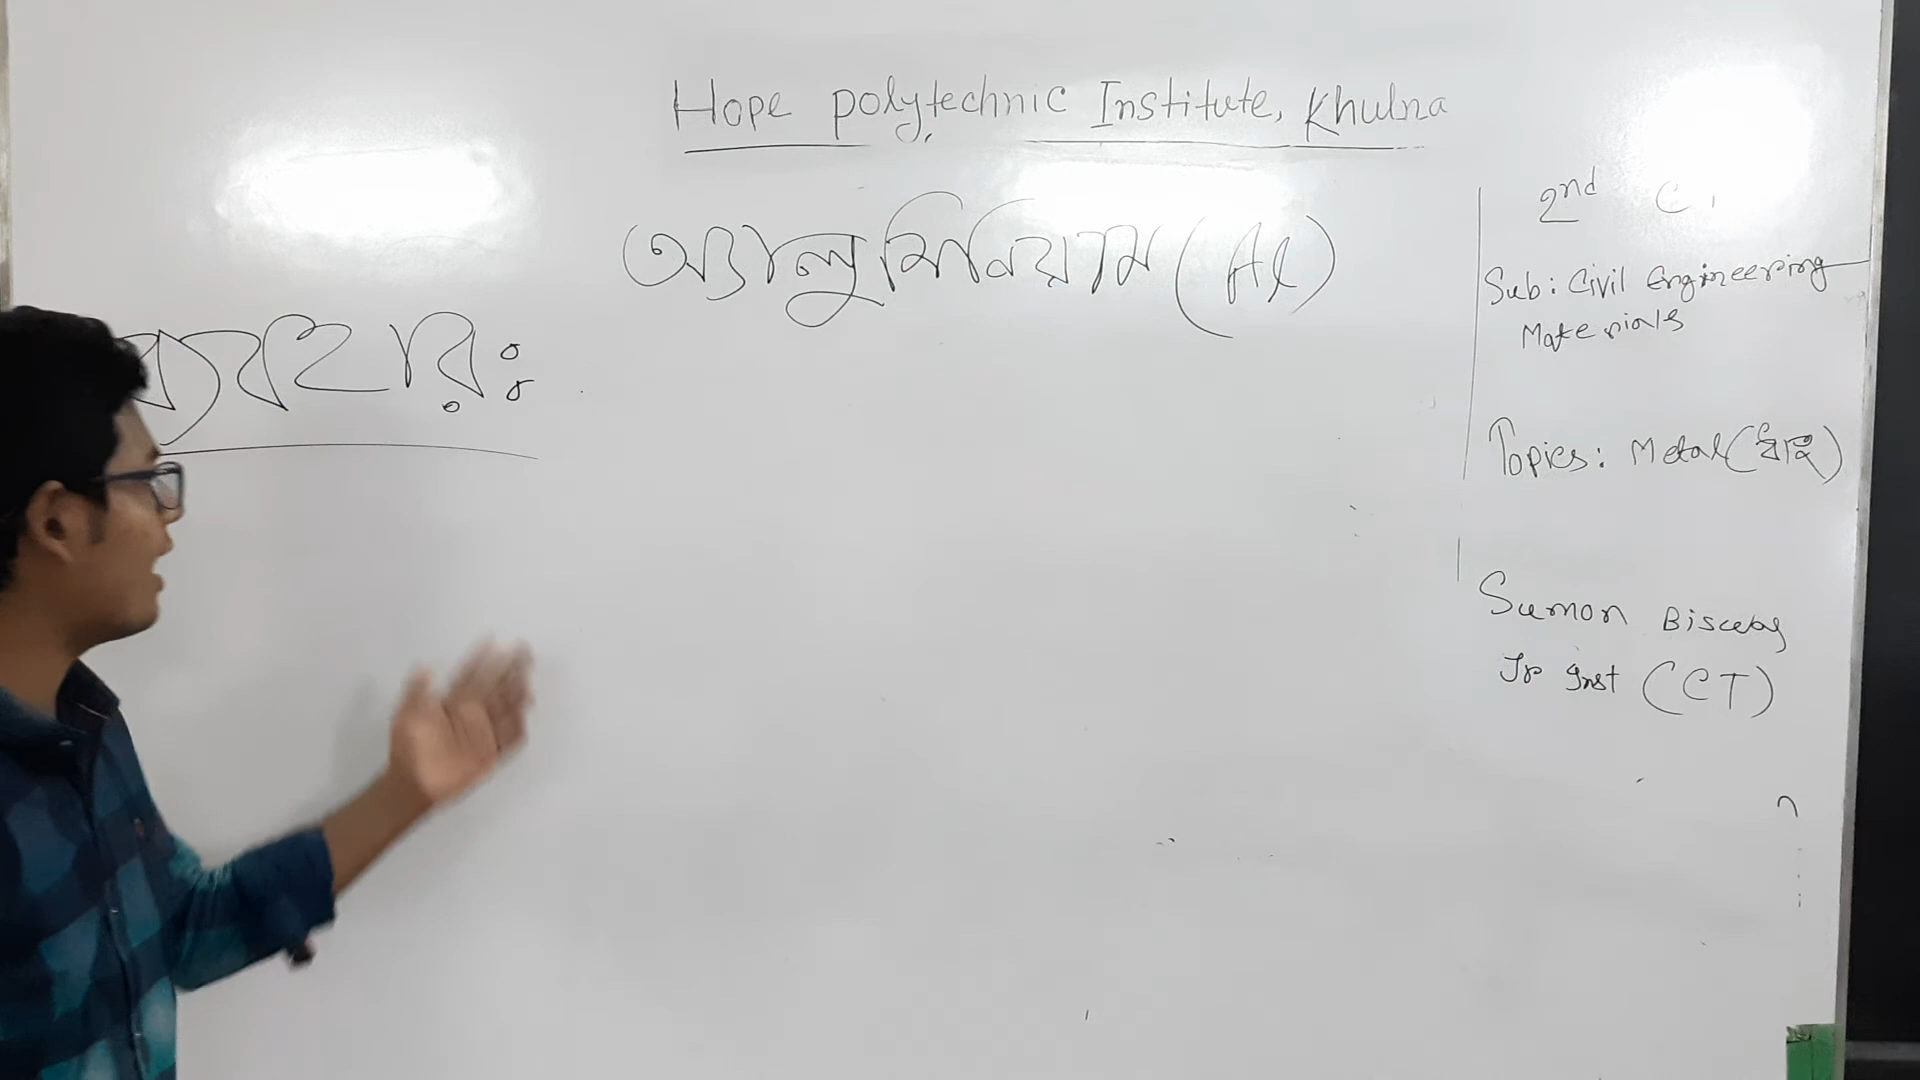 Hope polytechnic Institute, Khulna
অ্যালুমিনিয়াম (Al)
ব্যবহারঃ
2nd
Sub: Civil Engineering
Materials
Topics: Metal (ধাতু)
Sumon Biswas
Jr Inst (CT)